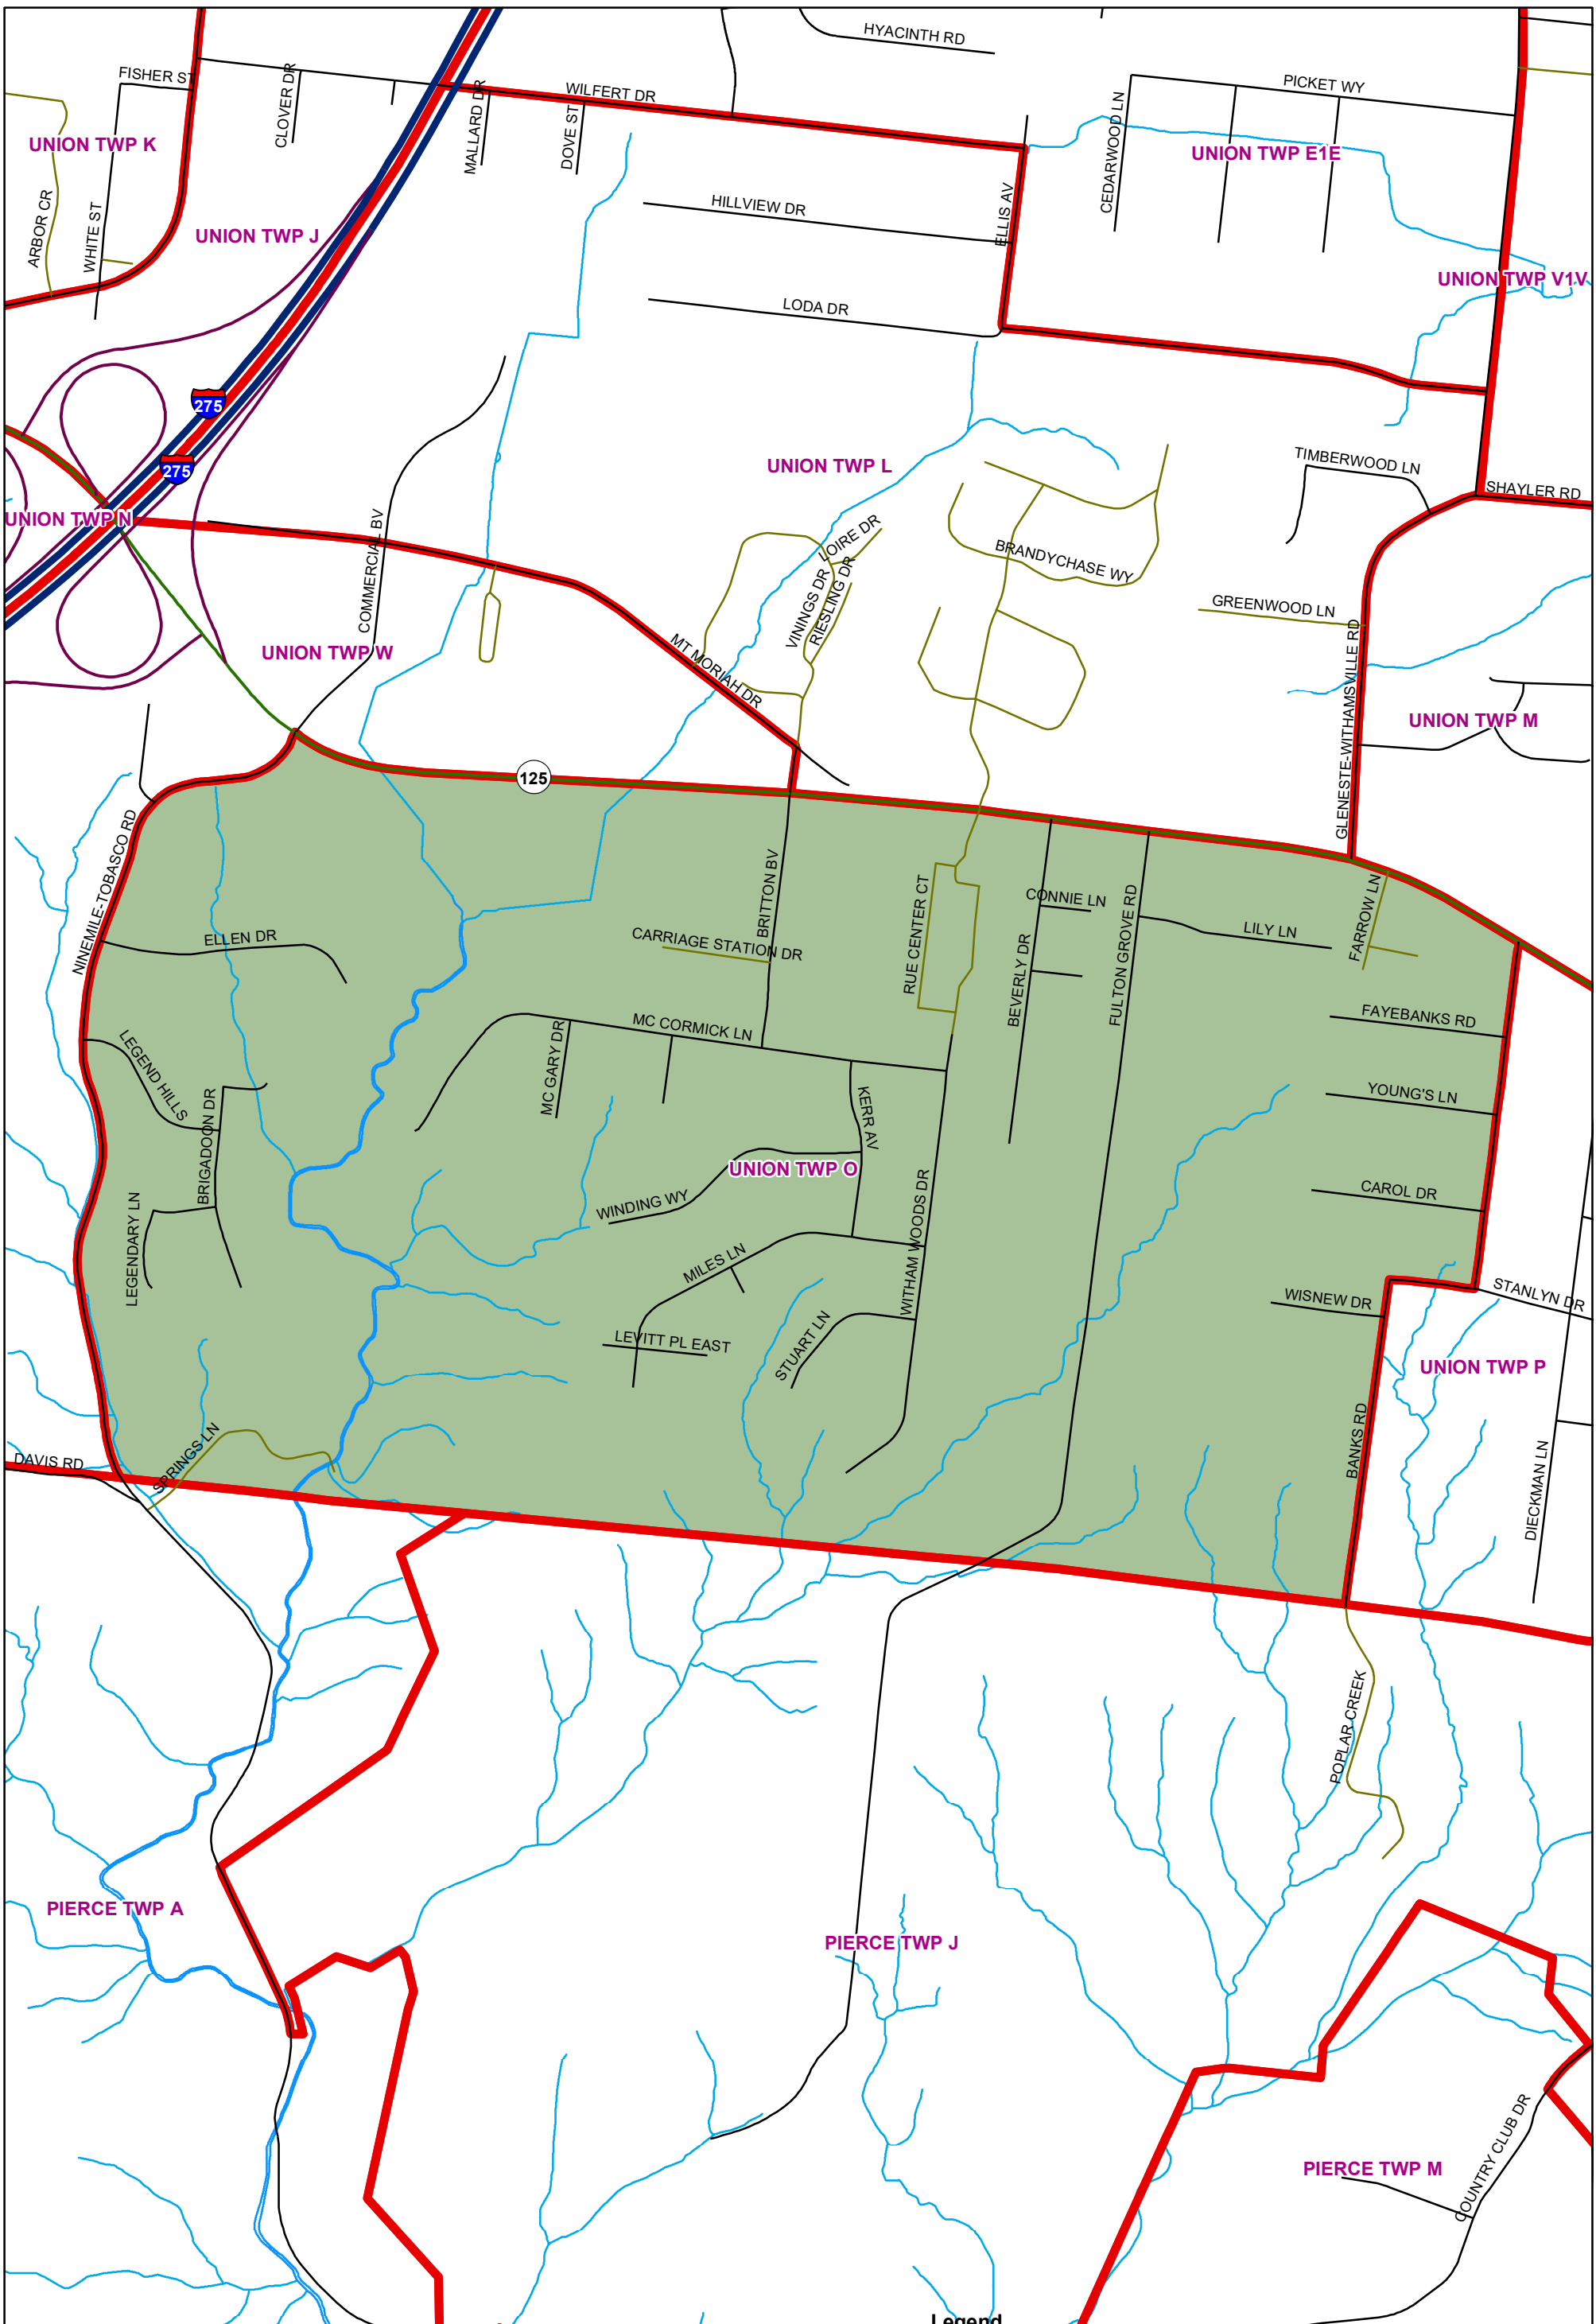 HYACINTH RD
FISHER ST
CLOVER DR
MALLARD DR
WILFERT DR
DOVE ST
CEDARWOOD LN
PICKET WY
UNION TWP K
UNION TWP E1E
ARBOR CR
WHITE ST
UNION TWP J
HILLVIEW DR
ELLIS AV
UNION TWP V1V
LODA DR
275
275
UNION TWP L
TIMBERWOOD LN
SHAYLER RD
UNION TWP N
COMMERCIAL BV
LOIRE DR
VININGS DR
RIESLING DR
BRANDYCHASE WY
GREENWOOD LN
UNION TWP W
MT MORIAH DR
GLENESTE-WITHAMSVILLE RD
UNION TWP M
125
NINEMILE-TOBASCO RD
BRITTON BV
RUE CENTER CT
CONNIE LN
FULTON GROVE RD
LILY LN
FARROW LN
ELLEN DR
CARRIAGE STATION DR
BEVERLY DR
MC CORMICK LN
FAYEBANKS RD
LEGEND HILLS
MC GARY DR
KERR AV
YOUNG'S LN
BRIGADOON DR
UNION TWP O
CAROL DR
LEGENDARY LN
WINDING WY
WITHAM WOODS DR
MILES LN
STANLYN DR
WISNEW DR
LEVITT PL EAST
STUART LN
UNION TWP P
BANKS RD
DAVIS RD
SPRINGS LN
DIECKMAN LN
POPLAR CREEK
PIERCE TWP A
PIERCE TWP J
PIERCE TWP M
COUNTRY CLUB DR
Legend